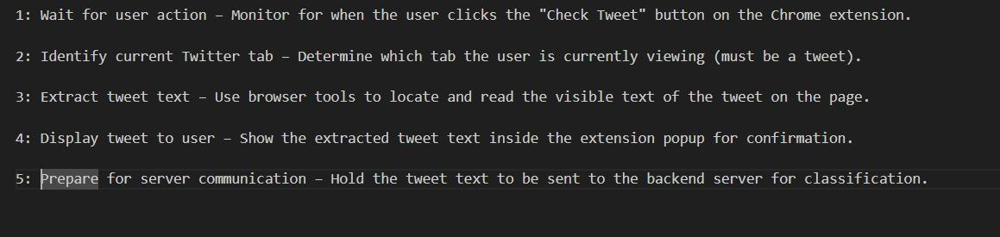 1: Wait for user action – Monitor for when the user clicks the "Check Tweet" button on the Chrome extension.
2: Identify current Twitter tab – Determine which tab the user is currently viewing (must be a tweet).
3: Extract tweet text – Use browser tools to locate and read the visible text of the tweet on the page.
4: Display tweet to user – Show the extracted tweet text inside the extension popup for confirmation.
5: Prepare for server communication – Hold the tweet text to be sent to the backend server for classification.